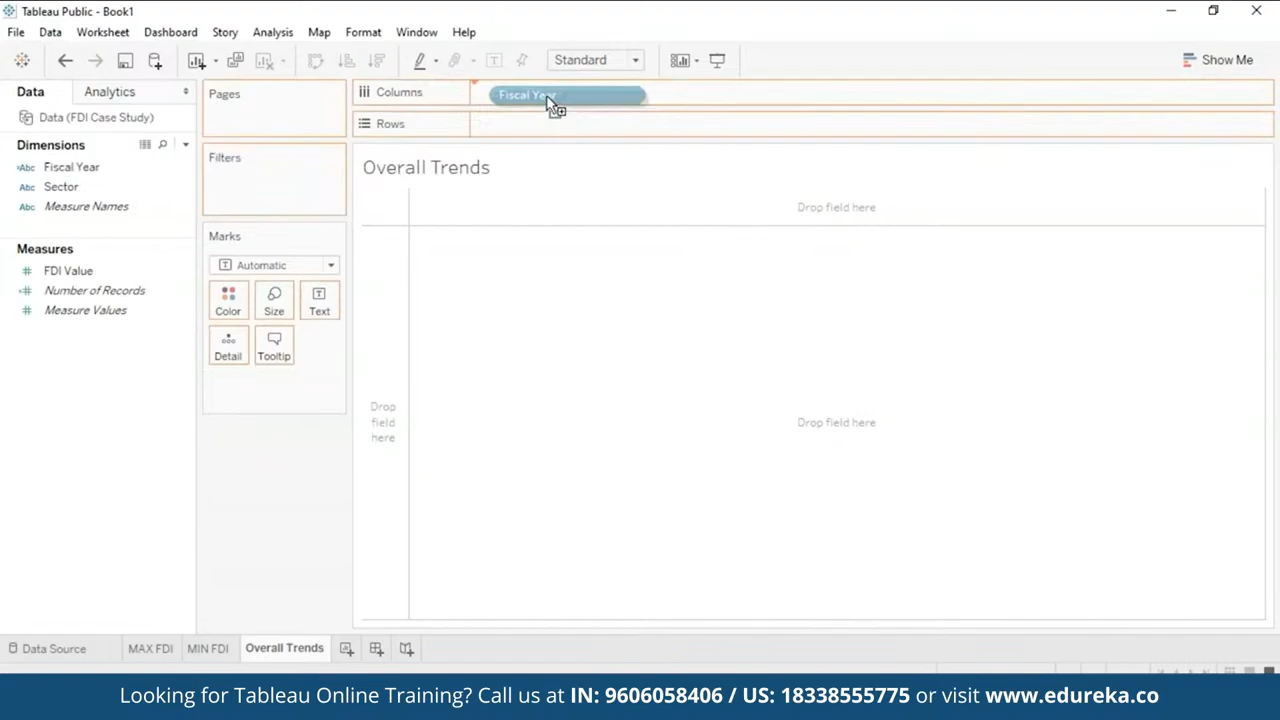 Tableau Public - Book1
File Data Worksheet Dashboard Story Analysis Map Format Window Help
Standard
Show Me
Data Analytics
Data (FDI Case Study)
Dimensions
Abc Fiscal Year
Abc Sector
Abc Measure Names
Measures
FDI Value
Number of Records
Measure Values
Pages
Filters
Marks
Automatic
Color Size Text
Detail Tooltip
Columns Fiscal Year
Rows
Overall Trends
Drop field here
Drop
field
here
Drop field here
Data Source MAX FDI MIN FDI Overall Trends
Looking for Tableau Online Training? Call us at IN: 9606058406 / US: 18338555775 or visit www.edureka.co